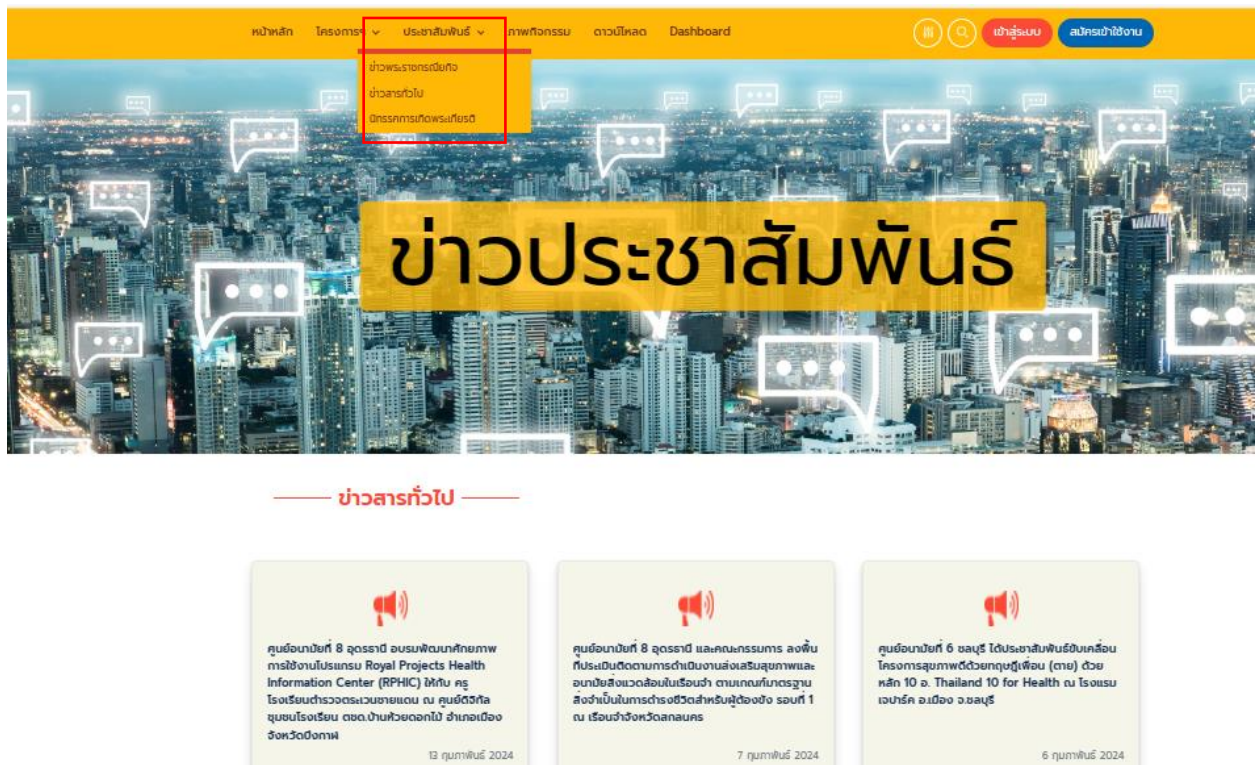 หน้าหลัก โครงการฯ ประชาสัมพันธ์ ภาพกิจกรรม ดาวน์โหลด Dashboard เข้าสู่ระบบ สมัครเข้าใช้งาน
ข่าวพระราชกรณียกิจ
ข่าวสารทั่วไป
นิทรรศการเทิดพระเกียรติ
ข่าวประชาสัมพันธ์
ข่าวสารทั่วไป
ศูนย์อนามัยที่ 8 อุดรธานี อบรมพัฒนาศักยภาพ
การใช้งานโปรแกรม Royal Projects Health
Information Center (RPHIC) ให้กับ ครู
โรงเรียนตำรวจตระเวนชายแดน ณ ศูนย์ดิจิทัล
ชุมชนโรงเรียน ตชด.บ้านห้วยดอกไม้ อำเภอเมือง
จังหวัดบึงกาฬ
13 กุมภาพันธ์ 2024
ศูนย์อนามัยที่ 8 อุดรธานี และคณะกรรมการ ลงพื้น
ที่ประเมินติดตามการดำเนินงานส่งเสริมสุขภาพและ
อนามัยสิ่งแวดล้อมในเรือนจำ ตามเกณฑ์มาตรฐาน
สิ่งจำเป็นในการดำรงชีวิตสำหรับผู้ต้องขัง รอบที่ 1
ณ เรือนจำจังหวัดสกลนคร
7 กุมภาพันธ์ 2024
ศูนย์อนามัยที่ 6 ชลบุรี ได้ประชาสัมพันธ์ขับเคลื่อน
โครงการสุขภาพดีด้วยทฤษฎีเพื่อน (ตาย) ด้วย
หลัก 10 อ. Thailand 10 for Health ณ โรงแรม
เจปาร์ค อ.เมือง จ.ชลบุรี
6 กุมภาพันธ์ 2024